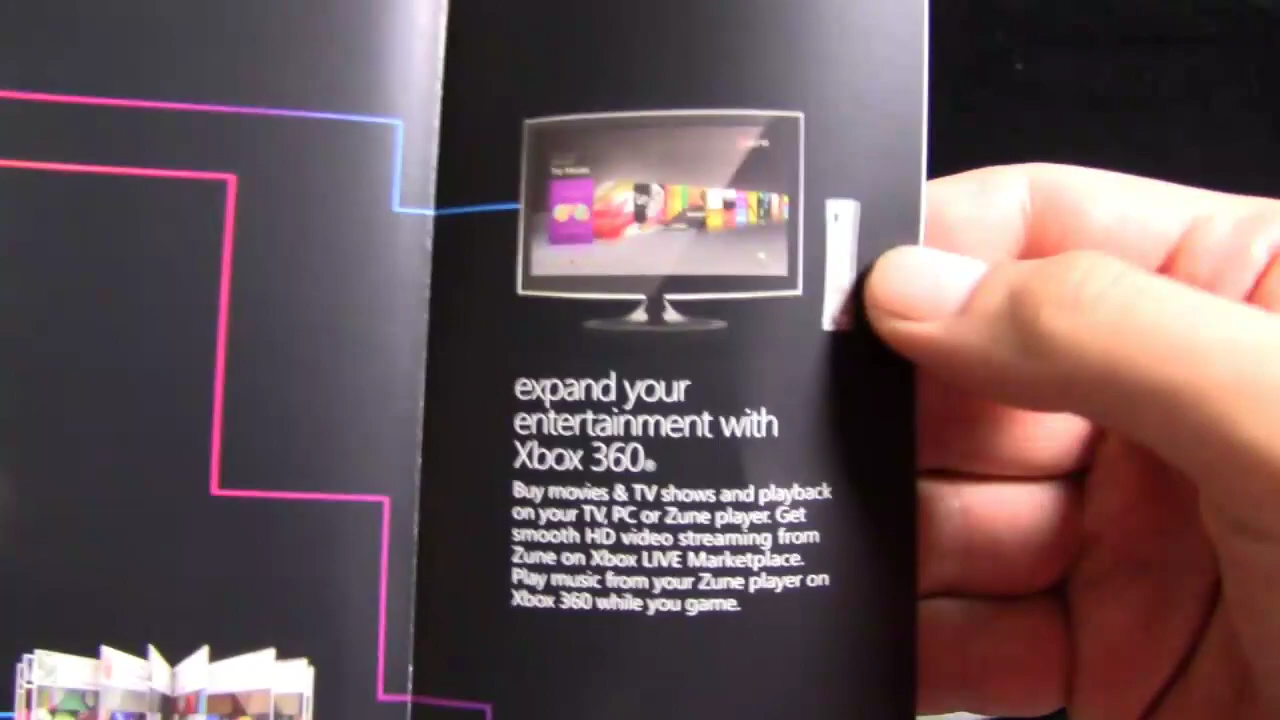 expand your
entertainment with
Xbox 360®
Buy movies & TV shows and playback
on your TV, PC or Zune player. Get
smooth HD video streaming from
Zune on Xbox LIVE Marketplace.
Play music from your Zune player on
Xbox 360 while you game.